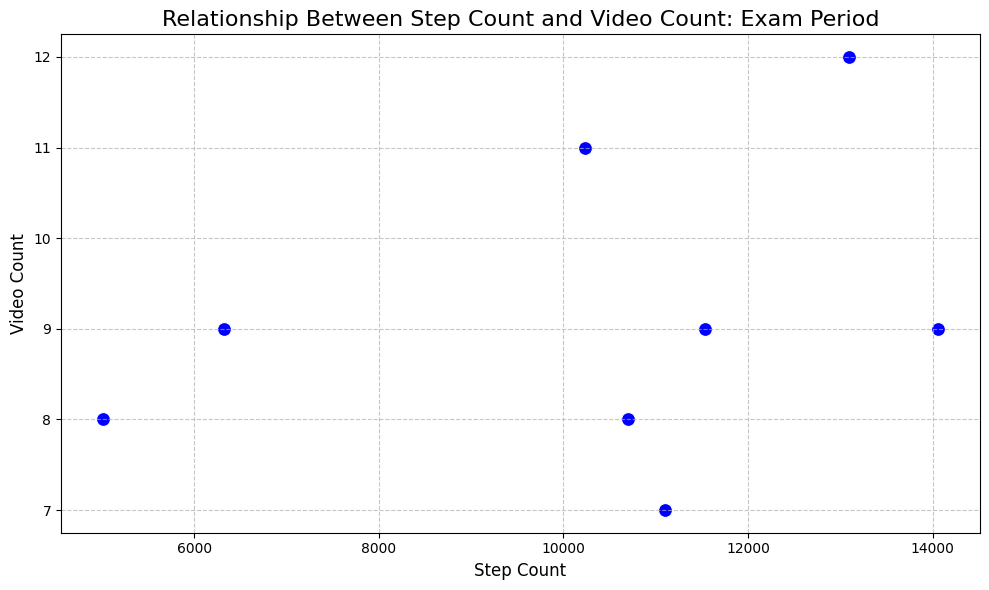 Relationship Between Step Count and Video Count: Exam Period
Video Count
12
11
10
9
8
7
6000 8000 10000 12000 14000
Step Count